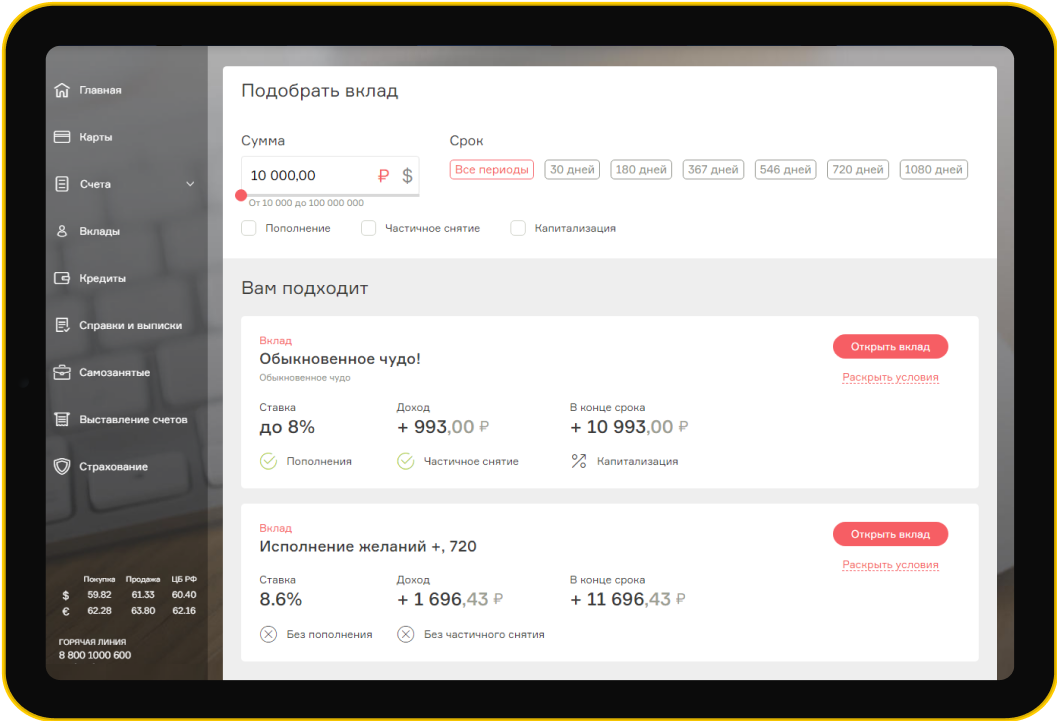 Главная
Карты
Счета
Вклады
Кредиты
Справки и выписки
Самозанятые
Выставление счетов
Страхование
Покупка Продажа ЦБ РФ
$ 59.82 61.33 60.40
€ 62.28 63.80 62.16
ГОРЯЧАЯ ЛИНИЯ
8 800 1000 600
Подобрать вклад
Сумма
10 000,00 ₽ $
От 10 000 до 100 000 000
Срок
Все периоды 30 дней 180 дней 367 дней 546 дней 720 дней 1080 дней
Пополнение Частичное снятие Капитализация
Вам подходит
Вклад
Обыкновенное чудо!
Обыкновенное чудо
Открыть вклад
Раскрыть условия
Ставка Доход В конце срока
до 8% + 993,00 ₽ + 10 993,00 ₽
Пополнения Частичное снятие Капитализация
Вклад
Исполнение желаний +, 720
Открыть вклад
Раскрыть условия
Ставка Доход В конце срока
8.6% + 1 696,43 ₽ + 11 696,43 ₽
Без пополнения Без частичного снятия